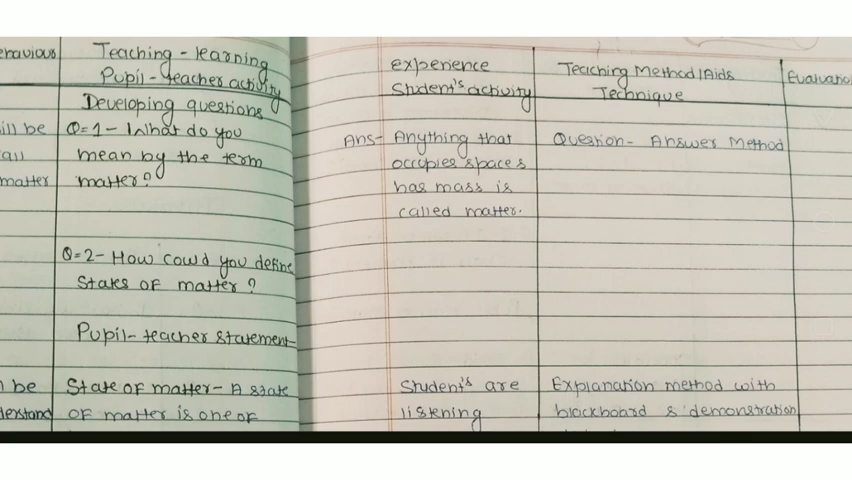 ehaviour
ill be
all
matter
n be
derstand
Teaching - learning
Pupil - teacher activity
Developing questions
Q=1 - What do you
mean by the term
matter?
Q=2 - How could you define
States of matter?
Pupil - teacher statement
State of matter - A state
of matter is one of
experience
Student's activity
Ans - Anything that
occupies space &
has mass is
called matter.
Student's are
listening
Teaching Method/Aids
Technique
Question - Answer Method
Explanation method with
blackboard & demonstration
Evaluatio